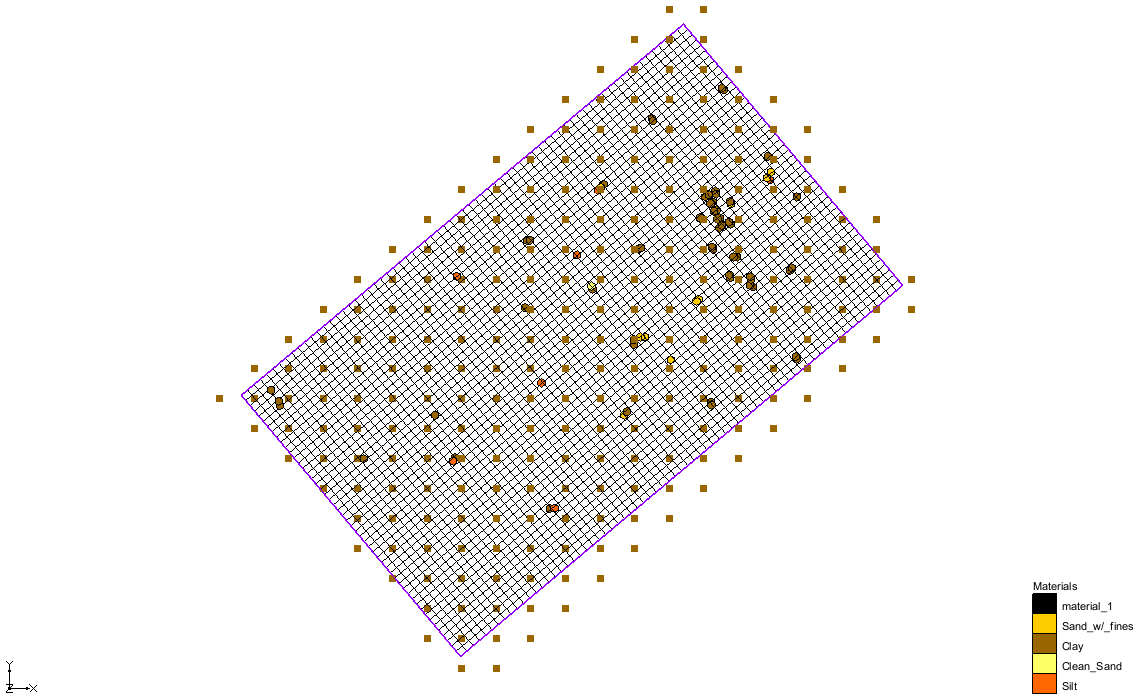 Materials
material_1
Sand_w/_fines
Clay
Clean_Sand
Silt
Y
Z X